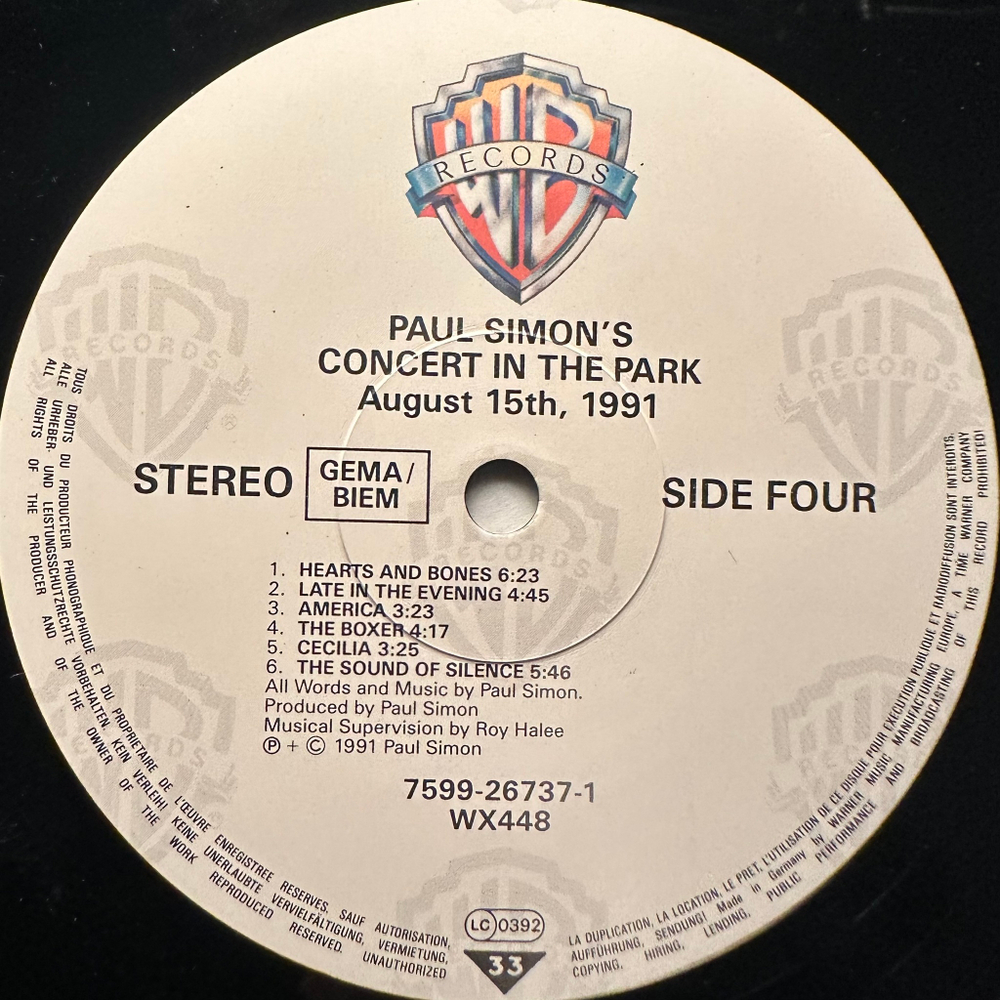 WB
RECORDS
PAUL SIMON'S
CONCERT IN THE PARK
August 15th, 1991
STEREO
GEMA/
BIEM
SIDE FOUR
1. HEARTS AND BONES 6:23
2. LATE IN THE EVENING 4:45
3. AMERICA 3:23
4. THE BOXER 4:17
5. CECILIA 3:25
6. THE SOUND OF SILENCE 5:46
All Words and Music by Paul Simon.
Produced by Paul Simon
Musical Supervision by Roy Halee
℗ + © 1991 Paul Simon
7599-26737-1
WX448
LC 0392
33
TOUS DROITS DU PRODUCTEUR PHONOGRAPHIQUE ET DU PROPRIETAIRE DE L'ŒUVRE ENREGISTREE RESERVES. SAUF AUTORISATION, LA DUPLICATION, LA LOCATION, LE PRET, L'UTILISATION DE CE DISQUE POUR EXECUTION PUBLIQUE ET RADIODIFFUSION SONT INTERDITS.
ALLE URHEBER- UND LEISTUNGSSCHUTZRECHTE VORBEHALTEN. KEIN VERLEIH! KEINE UNERLAUBTE VERVIELFÄLTIGUNG, VERMIETUNG, AUFFÜHRUNG, SENDUNG! Made in Germany by WARNER MUSIC MANUFACTURING EUROPE, A TIME WARNER COMPANY
ALL RIGHTS OF THE PRODUCER AND OF THE OWNER OF THE WORK REPRODUCED RESERVED. UNAUTHORIZED COPYING, HIRING, LENDING, PUBLIC PERFORMANCE AND BROADCASTING OF THIS RECORD PROHIBITED!